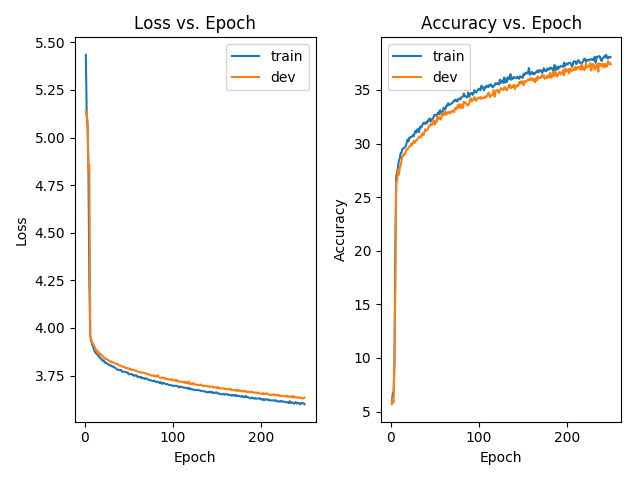 Loss vs. Epoch
5.50
5.25
5.00
4.75
4.50
4.25
4.00
3.75
Loss
0
100
200
Epoch
train
dev
Accuracy vs. Epoch
35
30
25
20
15
10
5
Accuracy
0
100
200
Epoch
train
dev